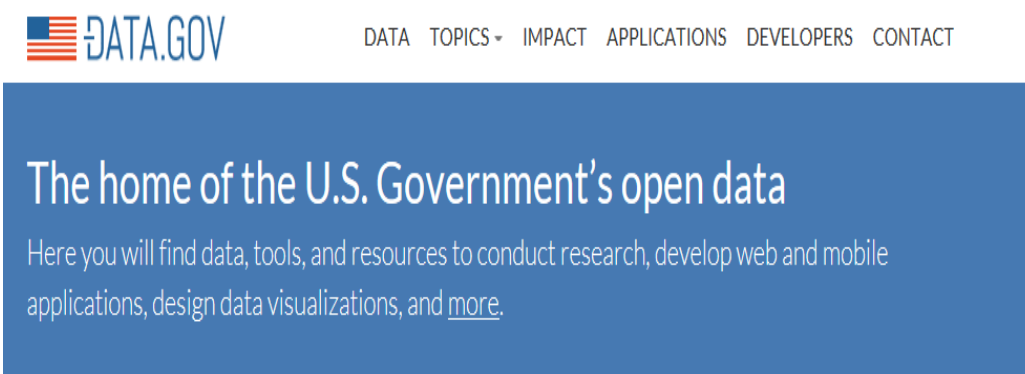 DATA.GOV
DATA TOPICS IMPACT APPLICATIONS DEVELOPERS CONTACT
The home of the U.S. Government’s open data
Here you will find data, tools, and resources to conduct research, develop web and mobile
applications, design data visualizations, and more.